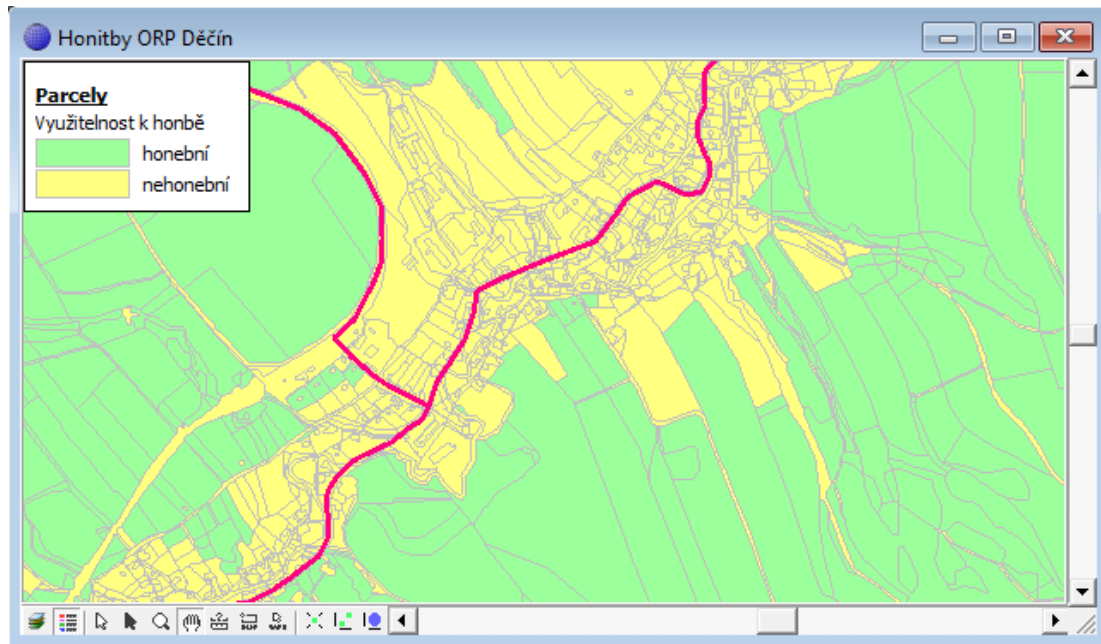 Honitby ORP Děčín
Parcely
Využitelnost k honbě
honební
nehonební